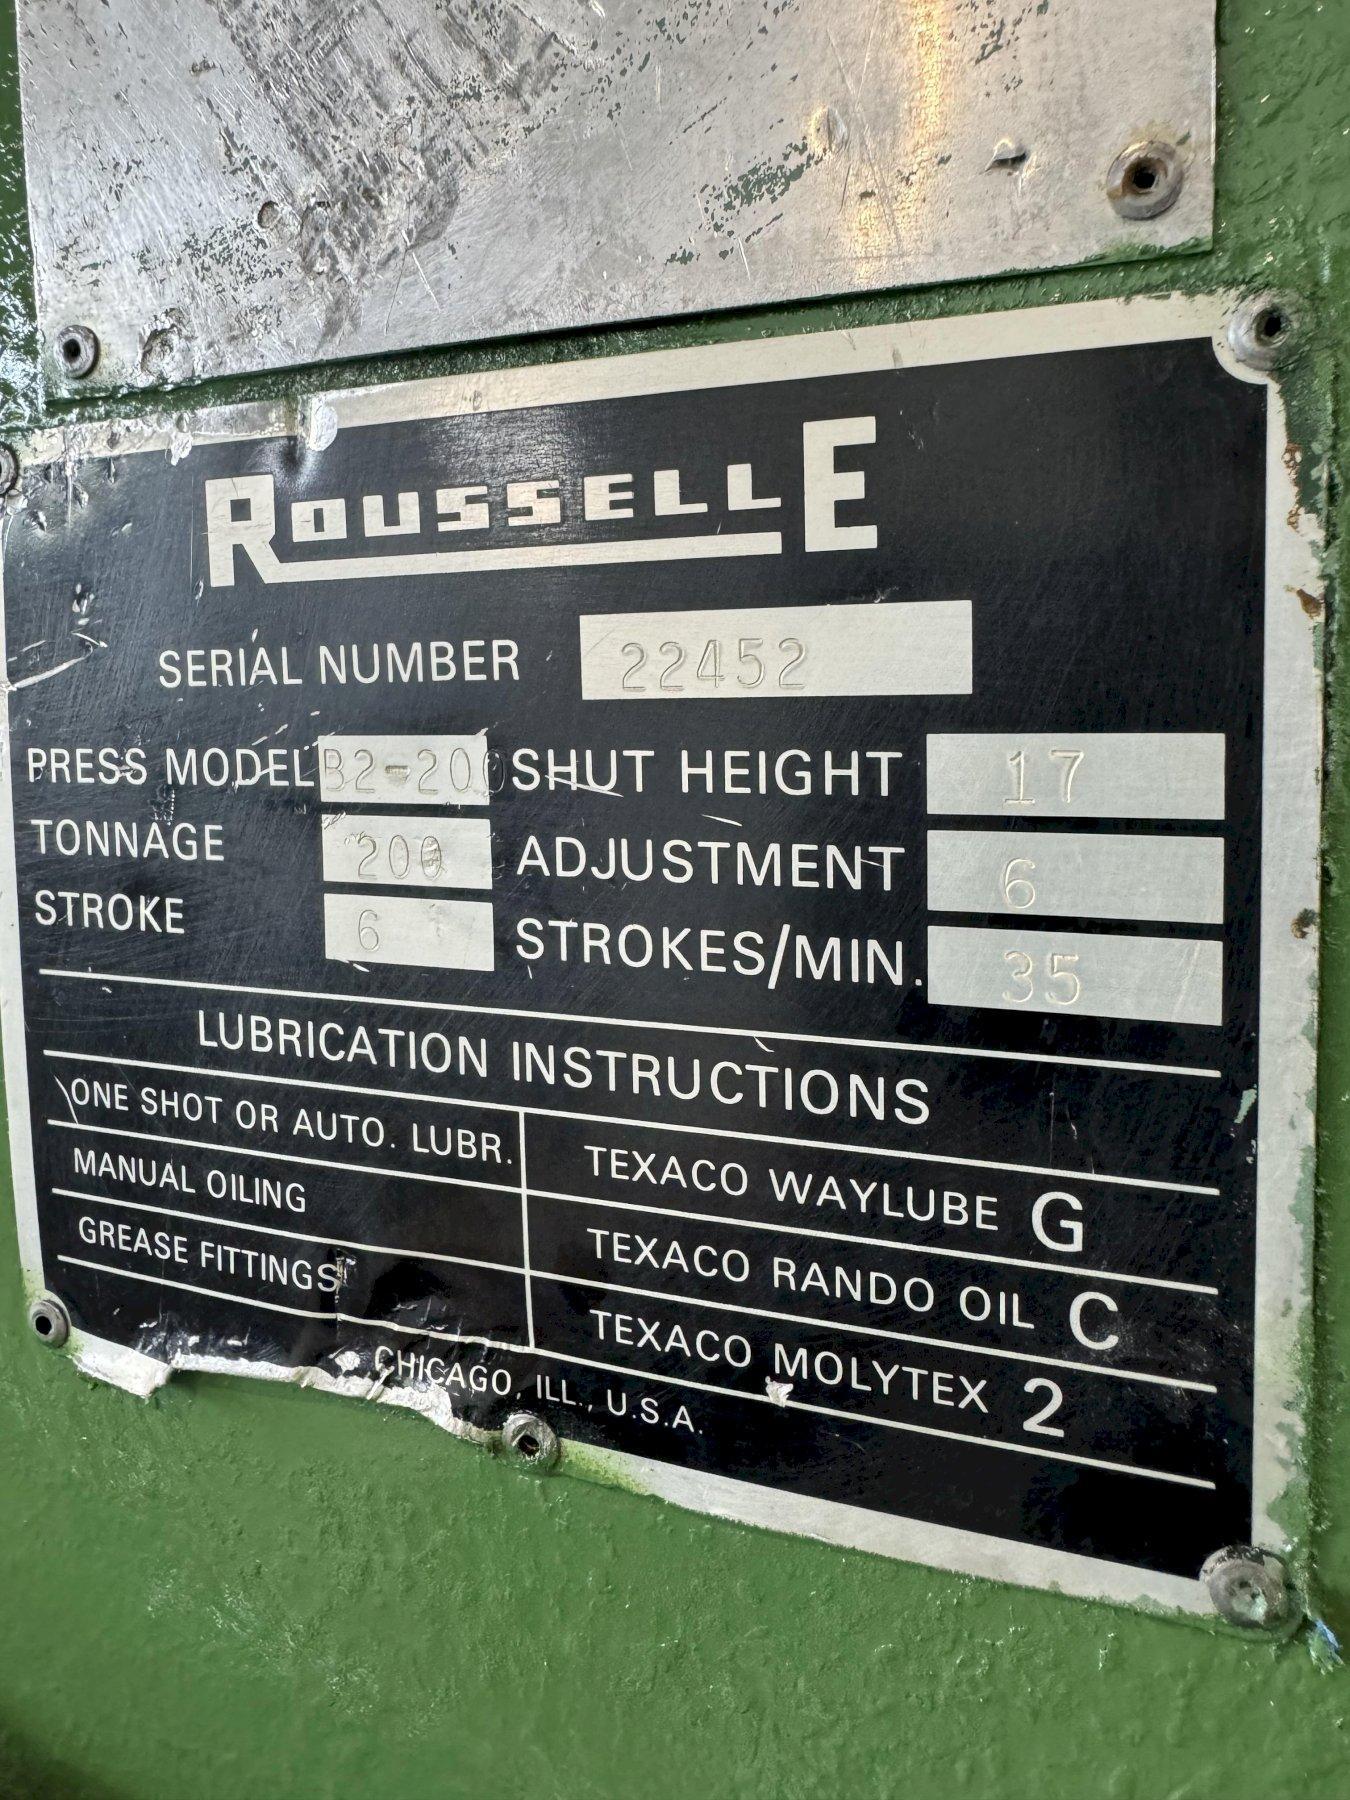 ROUSSELLE
SERIAL NUMBER 22452
PRESS MODEL B2-200 SHUT HEIGHT 17
TONNAGE 200 ADJUSTMENT 6
STROKE 6 STROKES/MIN. 35
LUBRICATION INSTRUCTIONS
ONE SHOT OR AUTO. LUBR. TEXACO WAYLUBE G
MANUAL OILING TEXACO RANDO OIL C
GREASE FITTINGS TEXACO MOLYTEX 2
CHICAGO, ILL., U.S.A.